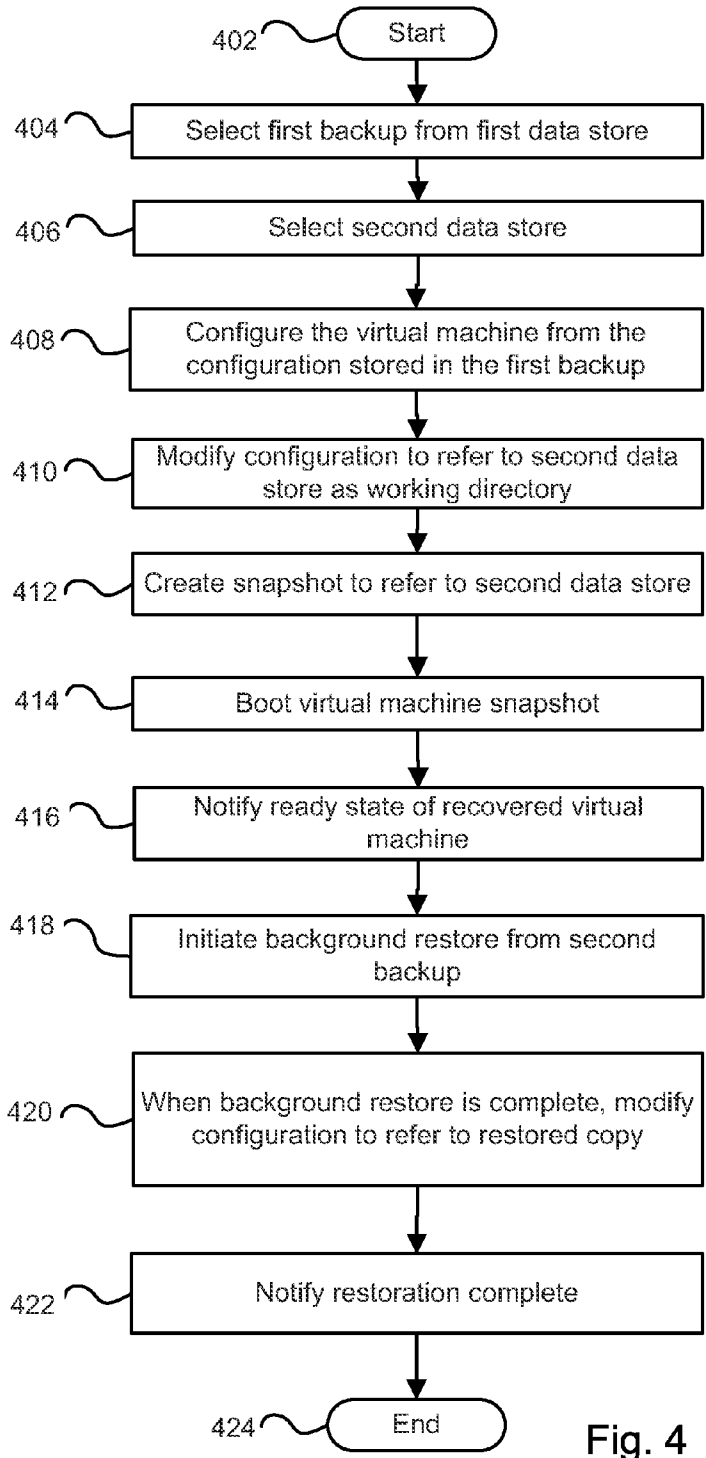 402
Start
404
Select first backup from first data store
406
Select second data store
408
Configure the virtual machine from the
configuration stored in the first backup
410
Modify configuration to refer to second data
store as working directory
412
Create snapshot to refer to second data store
414
Boot virtual machine snapshot
416
Notify ready state of recovered virtual
machine
418
Initiate background restore from second
backup
420
When background restore is complete, modify
configuration to refer to restored copy
422
Notify restoration complete
424
End
Fig. 4